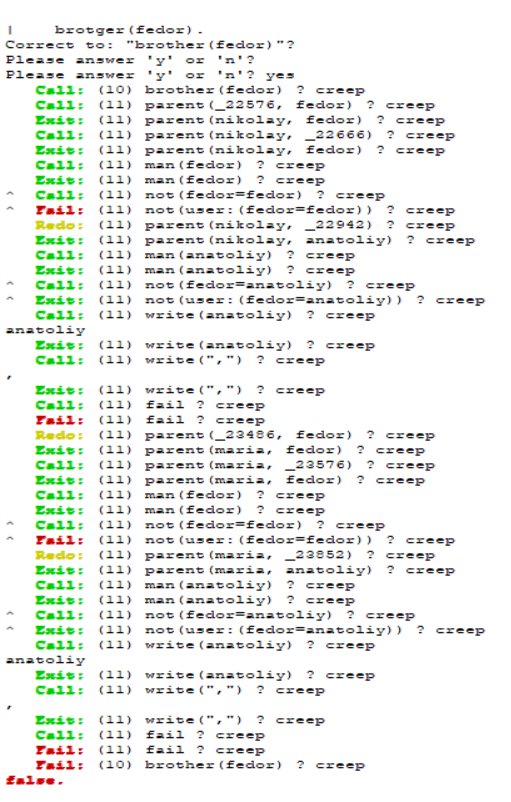 |    brotger(fedor).
Correct to: "brother(fedor)"?
Please answer 'y' or 'n'?
Please answer 'y' or 'n'? yes
   Call: (10) brother(fedor) ? creep
   Call: (11) parent(_22576, fedor) ? creep
   Exit: (11) parent(nikolay, fedor) ? creep
   Call: (11) parent(nikolay, _22666) ? creep
   Exit: (11) parent(nikolay, fedor) ? creep
   Call: (11) man(fedor) ? creep
   Exit: (11) man(fedor) ? creep
^  Call: (11) not(fedor=fedor) ? creep
^  Fail: (11) not(user:(fedor=fedor)) ? creep
   Redo: (11) parent(nikolay, _22942) ? creep
   Exit: (11) parent(nikolay, anatoliy) ? creep
   Call: (11) man(anatoliy) ? creep
   Exit: (11) man(anatoliy) ? creep
^  Call: (11) not(fedor=anatoliy) ? creep
^  Exit: (11) not(user:(fedor=anatoliy)) ? creep
   Call: (11) write(anatoliy) ? creep
anatoliy
   Exit: (11) write(anatoliy) ? creep
   Call: (11) write(",") ? creep
,
   Exit: (11) write(",") ? creep
   Call: (11) fail ? creep
   Fail: (11) fail ? creep
   Redo: (11) parent(_23486, fedor) ? creep
   Exit: (11) parent(maria, fedor) ? creep
   Call: (11) parent(maria, _23576) ? creep
   Exit: (11) parent(maria, fedor) ? creep
   Call: (11) man(fedor) ? creep
   Exit: (11) man(fedor) ? creep
^  Call: (11) not(fedor=fedor) ? creep
^  Fail: (11) not(user:(fedor=fedor)) ? creep
   Redo: (11) parent(maria, _23852) ? creep
   Exit: (11) parent(maria, anatoliy) ? creep
   Call: (11) man(anatoliy) ? creep
   Exit: (11) man(anatoliy) ? creep
^  Call: (11) not(fedor=anatoliy) ? creep
^  Exit: (11) not(user:(fedor=anatoliy)) ? creep
   Call: (11) write(anatoliy) ? creep
anatoliy
   Exit: (11) write(anatoliy) ? creep
   Call: (11) write(",") ? creep
,
   Exit: (11) write(",") ? creep
   Call: (11) fail ? creep
   Fail: (11) fail ? creep
   Fail: (10) brother(fedor) ? creep
false.